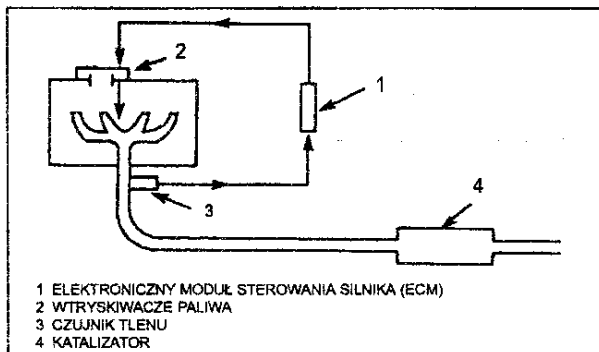 2
1
3
4
1 ELEKTRONICZNY MODUŁ STEROWANIA SILNIKA (ECM)
2 WTRYSKIWACZE PALIWA
3 CZUJNIK TLENU
4 KATALIZATOR